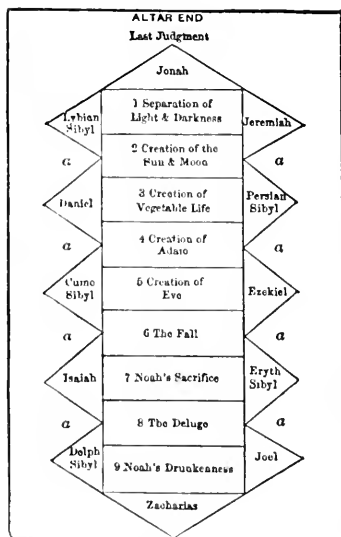 ALTAR END
Last Judgment
Jonah
Lybian
Sibyl
1 Separation of
Light & Darkness
Jeremiah
a
2 Creation of the
Sun & Moon
a
Daniel
3 Creation of
Vegetable Life
Persian
Sibyl
a
4 Creation of
Adam
a
Cumo
Sibyl
5 Creation of
Eve
Ezekiel
a
6 The Fall
a
Isaiah
7 Noah's Sacrifice
Eryth
Sibyl
a
8 The Deluge
a
Delph
Sibyl
9 Noah's Drunkenness
Joel
Zacharias